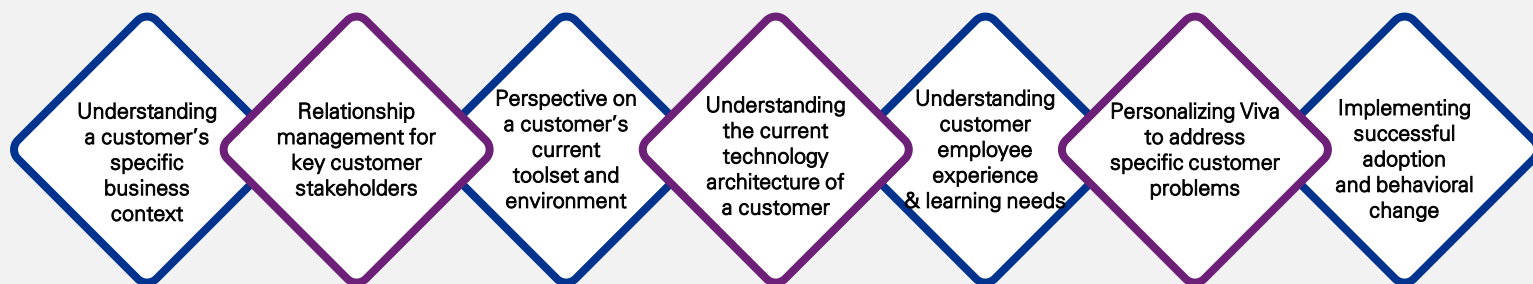 Understanding
a customer's
specific
business
context
Relationship
management for
key customer
stakeholders
Perspective on
a customer's
current
toolset and
environment
Understanding
the current
technology
architecture of
a customer
Understanding
customer
employee
experience
& learning needs
Personalizing Viva
to address
specific customer
problems
Implementing
successful
adoption
and behavioral
change